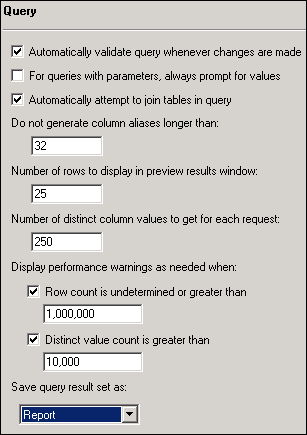 Query
Automatically validate query whenever changes are made
For queries with parameters, always prompt for values
Automatically attempt to join tables in query
Do not generate column aliases longer than:
32
Number of rows to display in preview results window:
25
Number of distinct column values to get for each request:
250
Display performance warnings as needed when:
Row count is undetermined or greater than
1,000,000
Distinct value count is greater than
10,000
Save query result set as:
Report